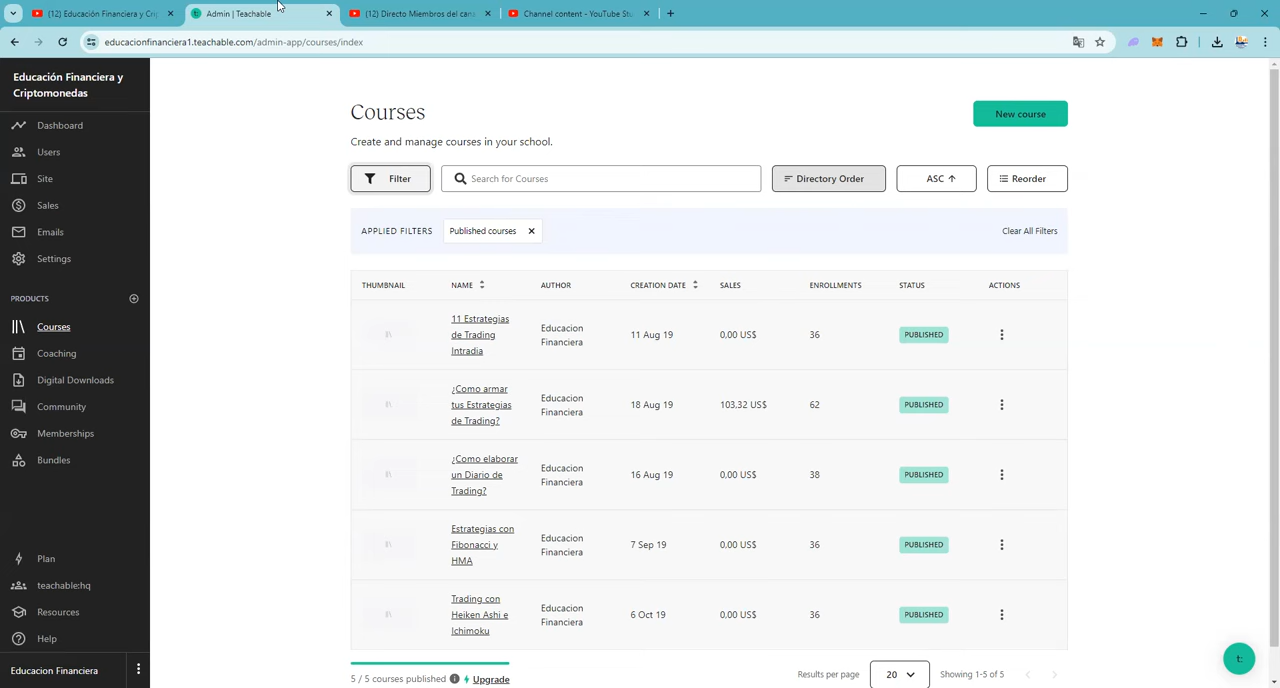 (12) Educación Financiera y Crip
Admin | Teachable
(12) Directo Miembros del cana
Channel content - YouTube Stu
educacionfinanciera1.teachable.com/admin-app/courses/index
Educación Financiera y
Criptomonedas
Dashboard
Users
Site
Sales
Emails
Settings
PRODUCTS
Courses
Coaching
Digital Downloads
Community
Memberships
Bundles
Plan
teachable:hq
Resources
Help
Educacion Financiera
Courses
New course
Create and manage courses in your school.
Filter
Search for Courses
Directory Order
ASC
Reorder
APPLIED FILTERS
Published courses
Clear All Filters
THUMBNAIL NAME AUTHOR CREATION DATE SALES ENROLLMENTS STATUS ACTIONS
11 Estrategias
de Trading
Intradia
Educacion
Financiera
11 Aug 19
0,00 US$
36
PUBLISHED
¿Como armar
tus Estrategias
de Trading?
Educacion
Financiera
18 Aug 19
103,32 US$
62
PUBLISHED
¿Como elaborar
un Diario de
Trading?
Educacion
Financiera
16 Aug 19
0,00 US$
38
PUBLISHED
Estrategias con
Fibonacci y
HMA
Educacion
Financiera
7 Sep 19
0,00 US$
36
PUBLISHED
Trading con
Heiken Ashi e
Ichimoku
Educacion
Financiera
6 Oct 19
0,00 US$
36
PUBLISHED
5 / 5 courses published
Upgrade
Results per page
20
Showing 1-5 of 5
t: